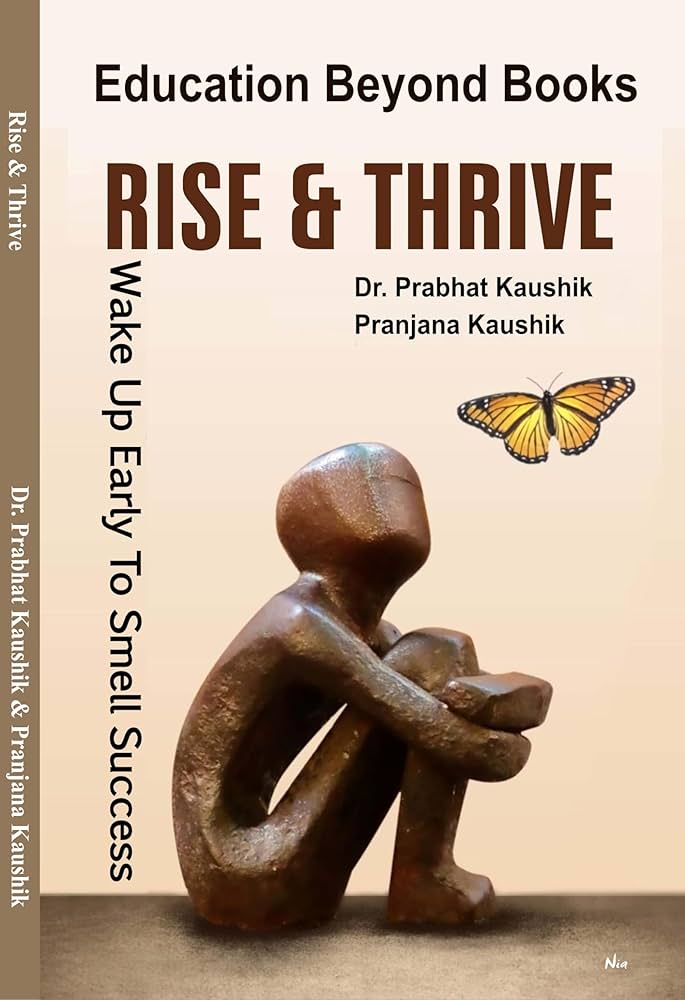 Education Beyond Books
RISE & THRIVE
Dr. Prabhat Kaushik
Pranjana Kaushik
Wake Up Early To Smell Success
Rise & Thrive
Dr. Prabhat Kaushik & Pranjana Kaushik
Nia